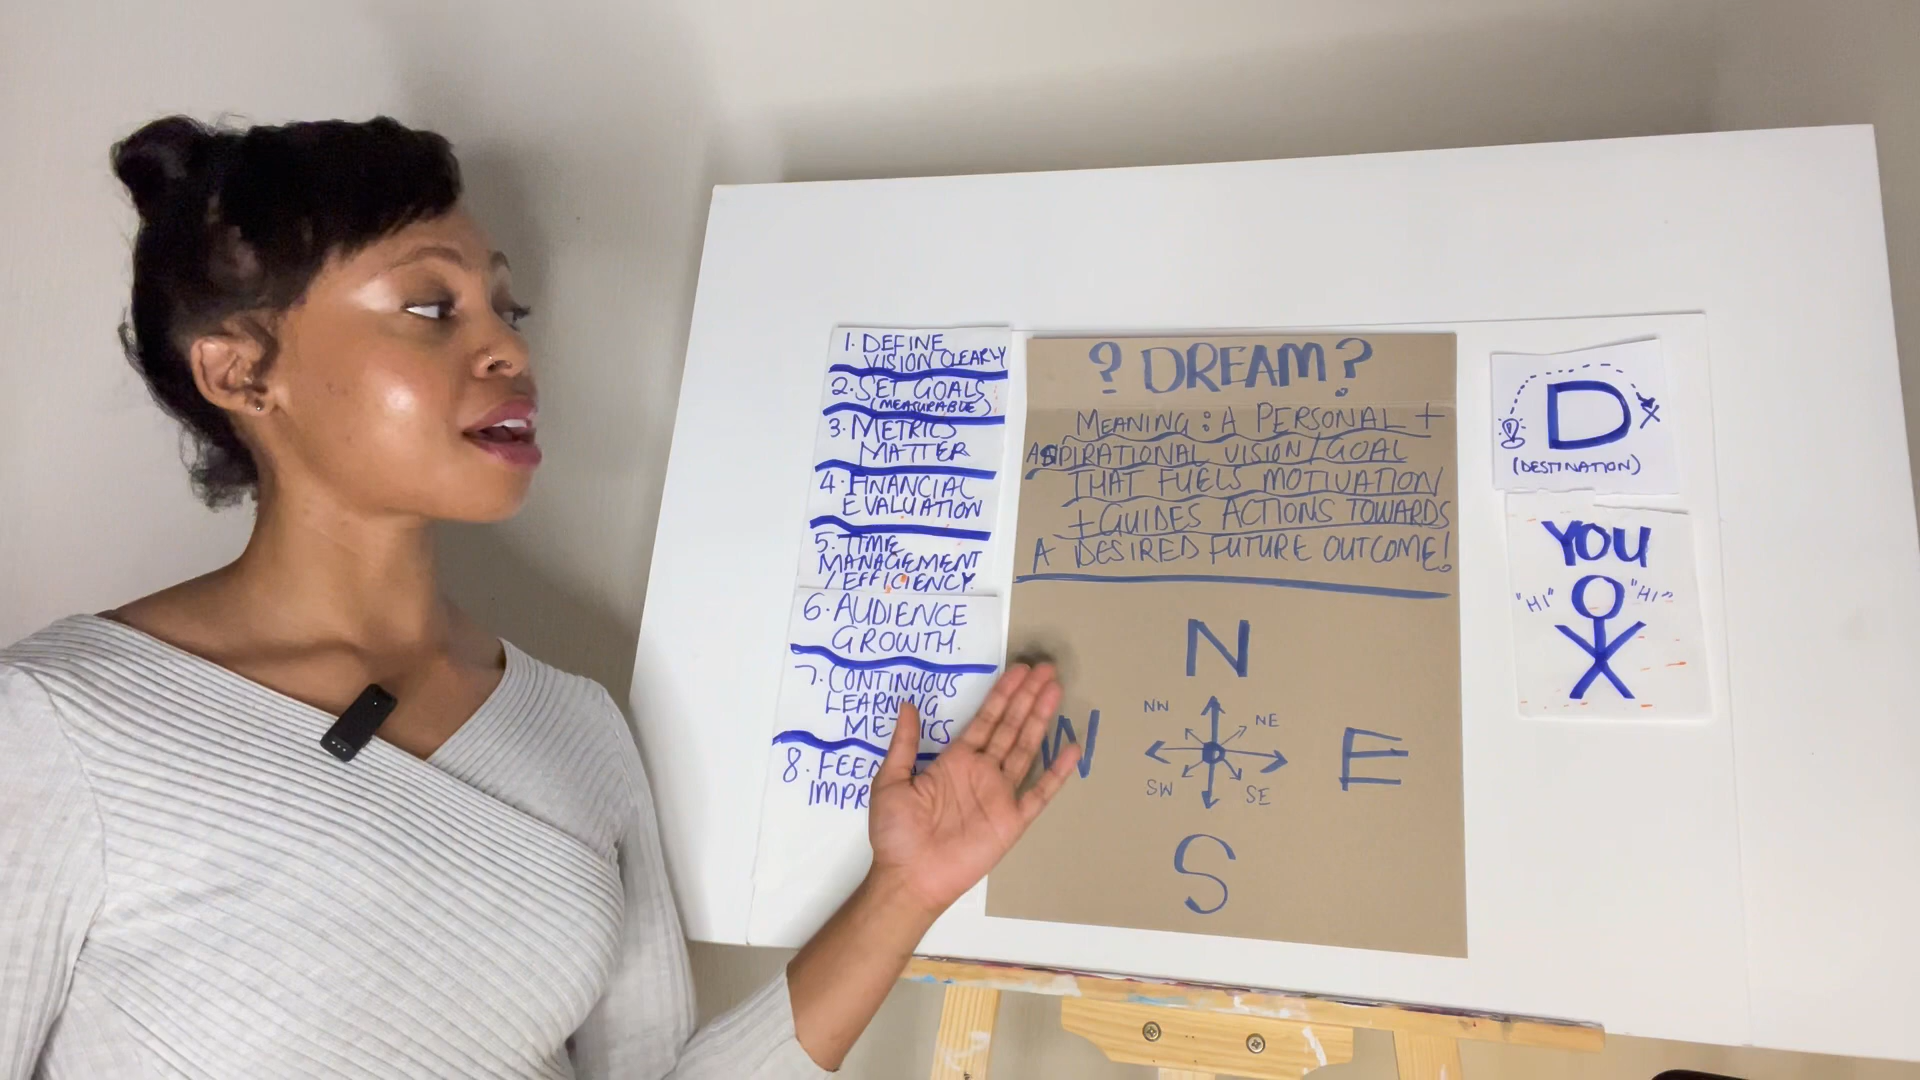 1. DEFINE
VISION CLEARLY
2. SET GOALS
(MEASURABLE)
3. METRICS
MATTER
4. FINANCIAL
EVALUATION
5. TIME
MANAGEMENT
/ EFFICIENCY.
6. AUDIENCE
GROWTH.
7. CONTINUOUS
LEARNING
METRICS
8.
? DREAM?
MEANING: A PERSONAL +
ASPIRATIONAL VISION/GOAL
THAT FUELS MOTIVATION
+ GUIDES ACTIONS TOWARDS
A DESIRED FUTURE OUTCOME!
N
NW
NE
W
E
SW
SE
S
D
X
(DESTINATION)
YOU
"HI"
"HI"